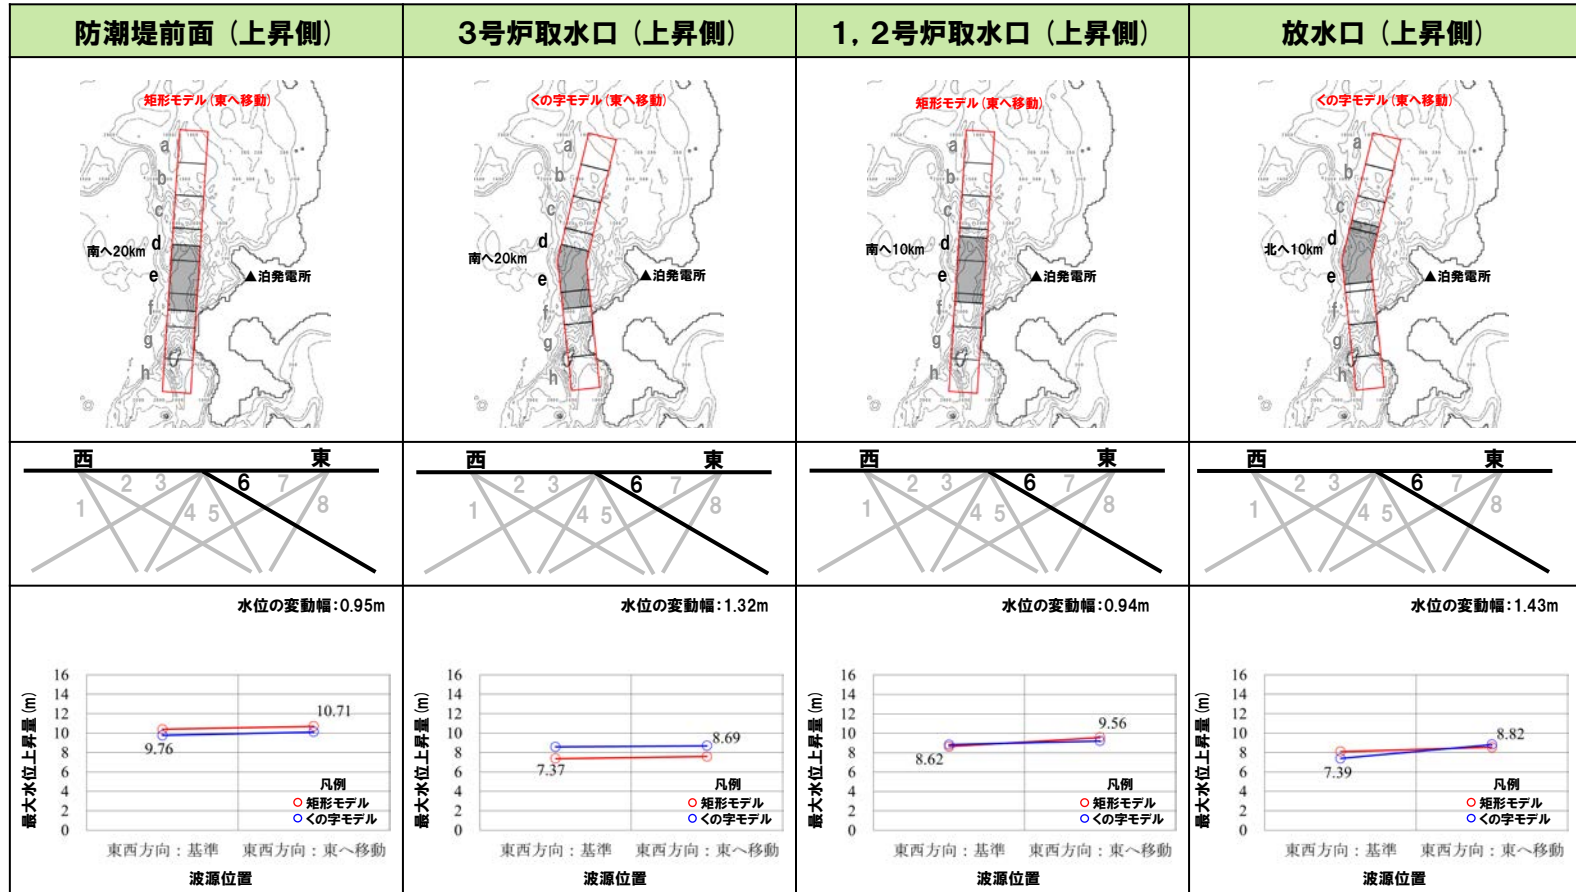 防潮堤前面（上昇側）
3号炉取水口（上昇側）
1，2号炉取水口（上昇側）
放水口（上昇側）
矩形モデル（東へ移動）
a
b
c
d
南へ20km
e
▲泊発電所
f
g
h
くの字モデル（東へ移動）
a
b
c
d
南へ20km
e
▲泊発電所
f
g
h
矩形モデル（東へ移動）
a
b
c
d
南へ10km
e
▲泊発電所
f
g
h
くの字モデル（東へ移動）
a
b
c
d
北へ10km
e
▲泊発電所
f
g
h
西 東
1 2 3 4 5 6 7 8
西 東
1 2 3 4 5 6 7 8
西 東
1 2 3 4 5 6 7 8
西 東
1 2 3 4 5 6 7 8
水位の変動幅：0.95m
最大水位上昇量（m）
16
14
12
10
8
6
4
2
0
10.71
9.76
凡例
矩形モデル
くの字モデル
東西方向：基準 東西方向：東へ移動
波源位置
水位の変動幅：1.32m
最大水位上昇量（m）
16
14
12
10
8
6
4
2
0
8.69
7.37
凡例
矩形モデル
くの字モデル
東西方向：基準 東西方向：東へ移動
波源位置
水位の変動幅：0.94m
最大水位上昇量（m）
16
14
12
10
8
6
4
2
0
9.56
8.62
凡例
矩形モデル
くの字モデル
東西方向：基準 東西方向：東へ移動
波源位置
水位の変動幅：1.43m
最大水位上昇量（m）
16
14
12
10
8
6
4
2
0
8.82
7.39
凡例
矩形モデル
くの字モデル
東西方向：基準 東西方向：東へ移動
波源位置